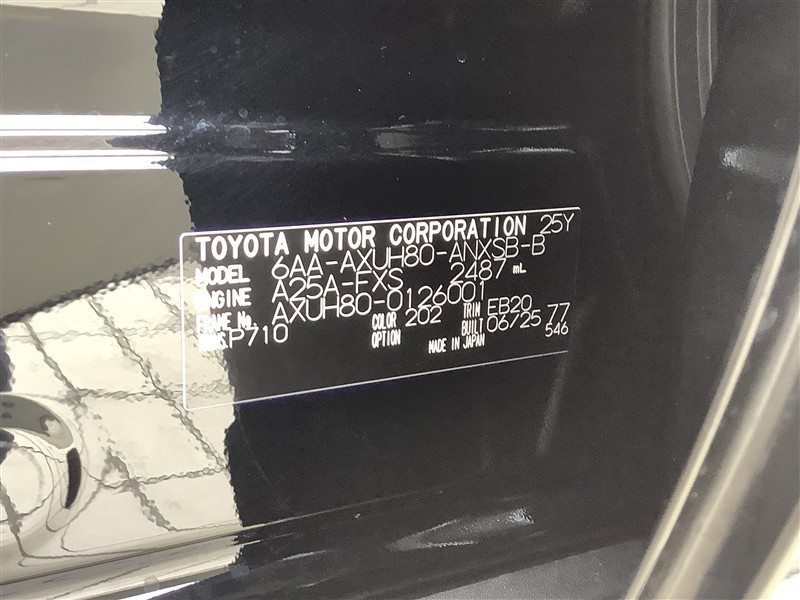 TOYOTA MOTOR CORPORATION 25Y
MODEL 6AA-AXUH80-ANXSB-B
ENGINE A25A-FXS 2487 mL
FRAME No. AXUH80-0126001
COLOR 202 TRIM EB20 77
P710 OPTION BUILT 06725 546
MADE IN JAPAN